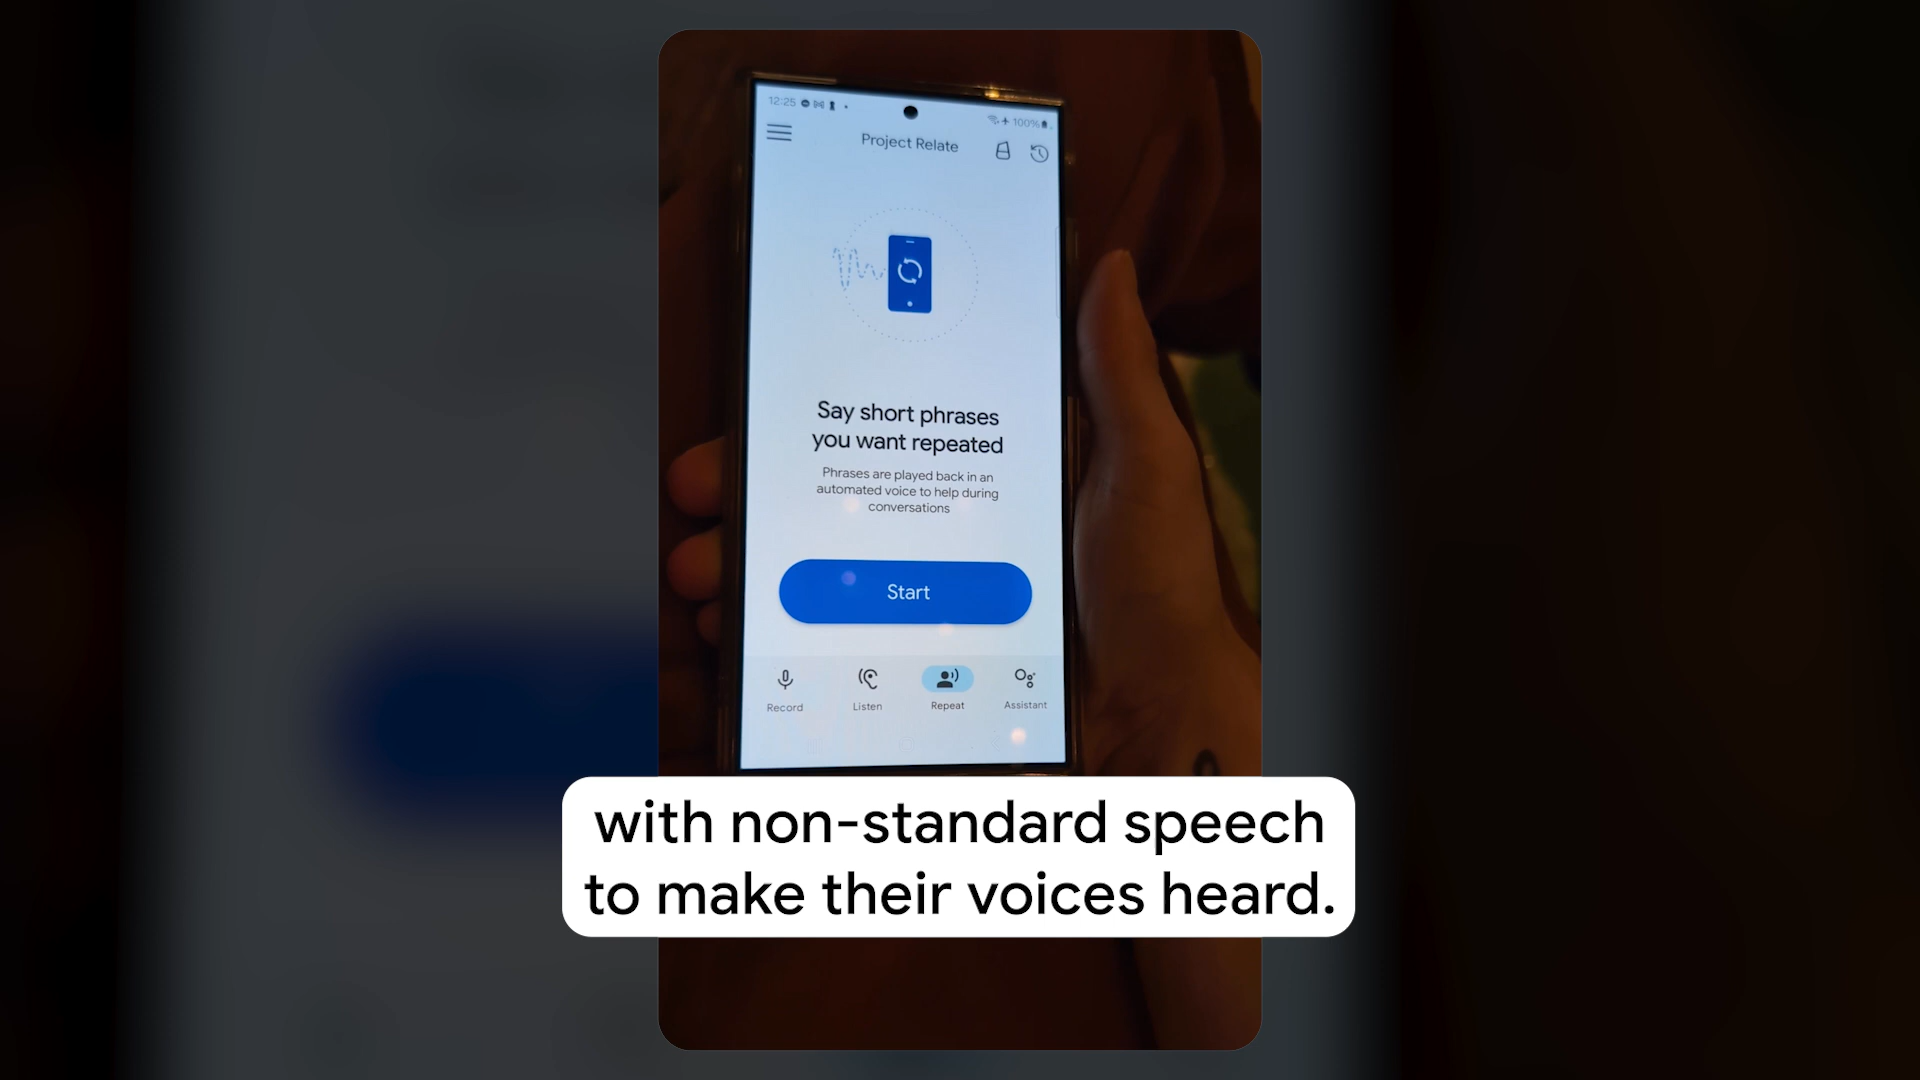 12:25
100%
Project Relate
Say short phrases
you want repeated
Phrases are played back in an
automated voice to help during
conversations
Start
Record
Listen
Repeat
Assistant
with non-standard speech
to make their voices heard.